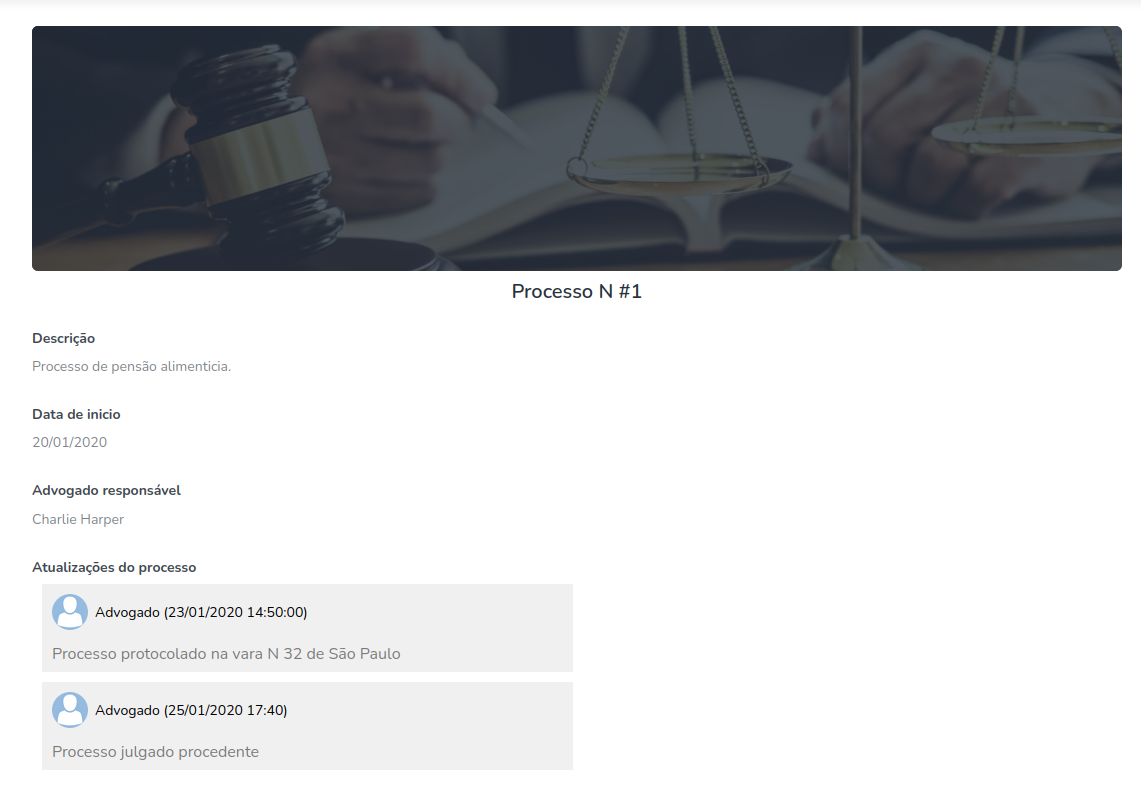 Processo N #1
Descrição
Processo de pensão alimenticia.
Data de inicio
20/01/2020
Advogado responsável
Charlie Harper
Atualizações do processo
Advogado (23/01/2020 14:50:00)
Processo protocolado na vara N 32 de São Paulo
Advogado (25/01/2020 17:40)
Processo julgado procedente